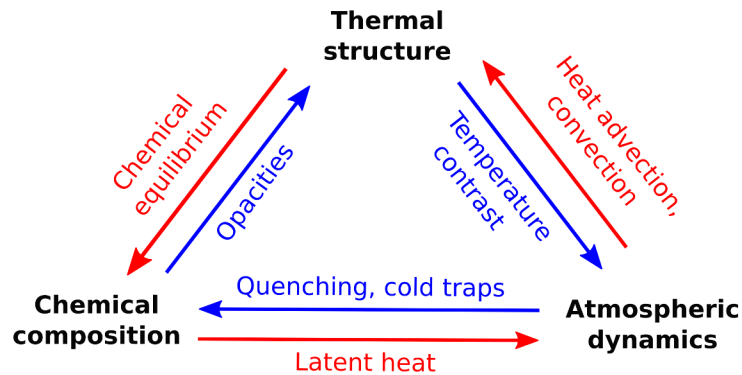 Thermal
structure
Chemical
equilibrium
Opacities
Temperature
contrast
Heat advection,
convection
Quenching, cold traps
Chemical
composition
Atmospheric
dynamics
Latent heat